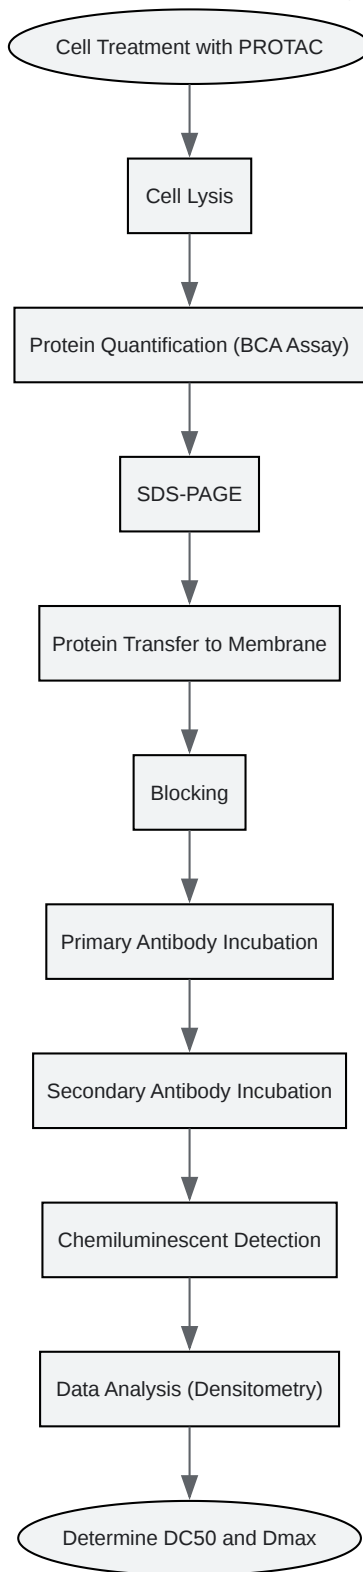 Cell Treatment with PROTAC
Cell Lysis
Protein Quantification (BCA Assay)
SDS-PAGE
Protein Transfer to Membrane
Blocking
Primary Antibody Incubation
Secondary Antibody Incubation
Chemiluminescent Detection
Data Analysis (Densitometry)
Determine DC50 and Dmax